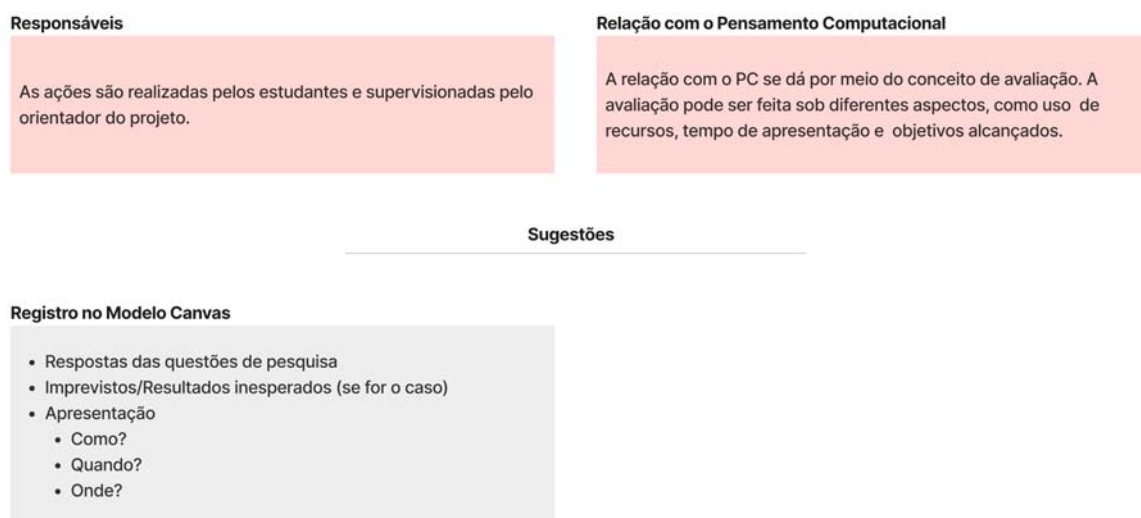 Responsáveis
As ações são realizadas pelos estudantes e supervisionadas pelo
orientador do projeto.
Relação com o Pensamento Computacional
A relação com o PC se dá por meio do conceito de avaliação. A
avaliação pode ser feita sob diferentes aspectos, como uso de
recursos, tempo de apresentação e objetivos alcançados.
Sugestões
Registro no Modelo Canvas
• Respostas das questões de pesquisa
• Imprevistos/Resultados inesperados (se for o caso)
• Apresentação
• Como?
• Quando?
• Onde?